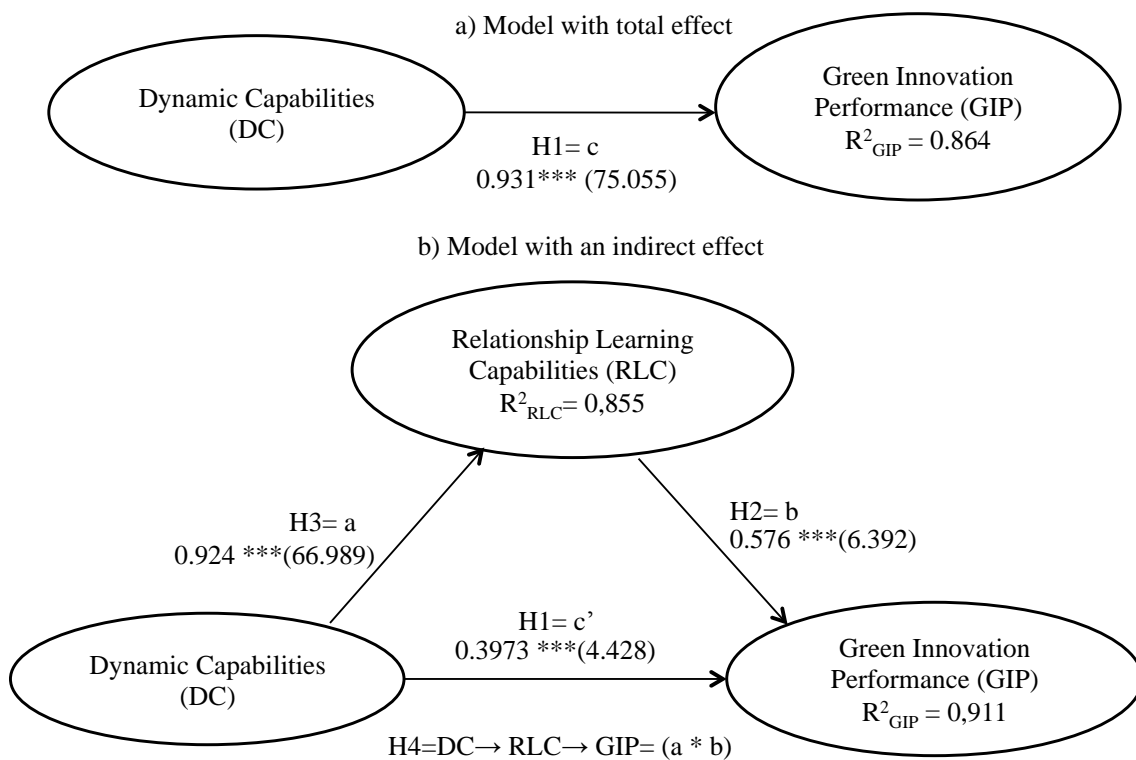 a) Model with total effect
Dynamic Capabilities
(DC)
Green Innovation
Performance (GIP)
R²GIP = 0.864
H1= c
0.931*** (75.055)
b) Model with an indirect effect
Relationship Learning
Capabilities (RLC)
R²RLC= 0,855
H3= a
0.924 ***(66.989)
H2= b
0.576 ***(6.392)
H1= c’
0.3973 ***(4.428)
Dynamic Capabilities
(DC)
Green Innovation
Performance (GIP)
R²GIP = 0,911
H4=DC→ RLC→ GIP= (a * b)